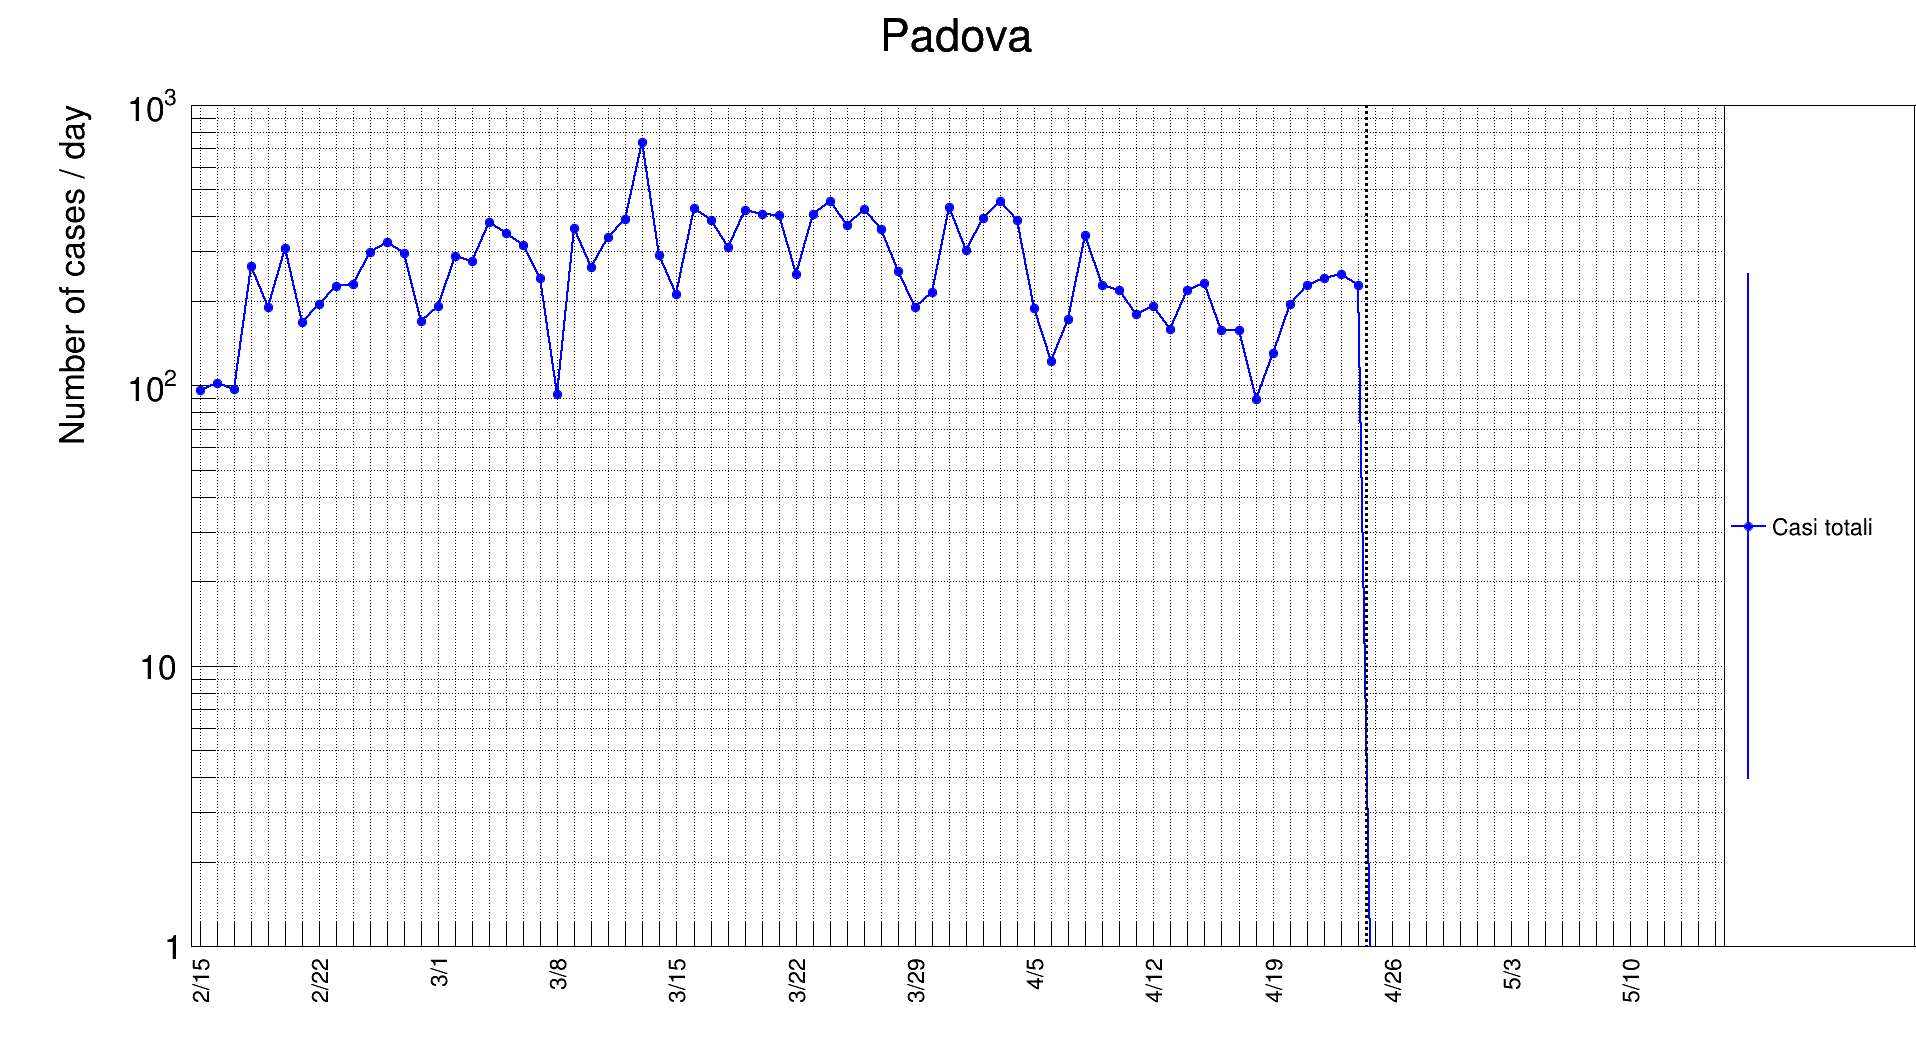 Padova
Number of cases / day
10³
10²
10
1
2/15 2/22 3/1 3/8 3/15 3/22 3/29 4/5 4/12 4/19 4/26 5/3 5/10
Casi totali